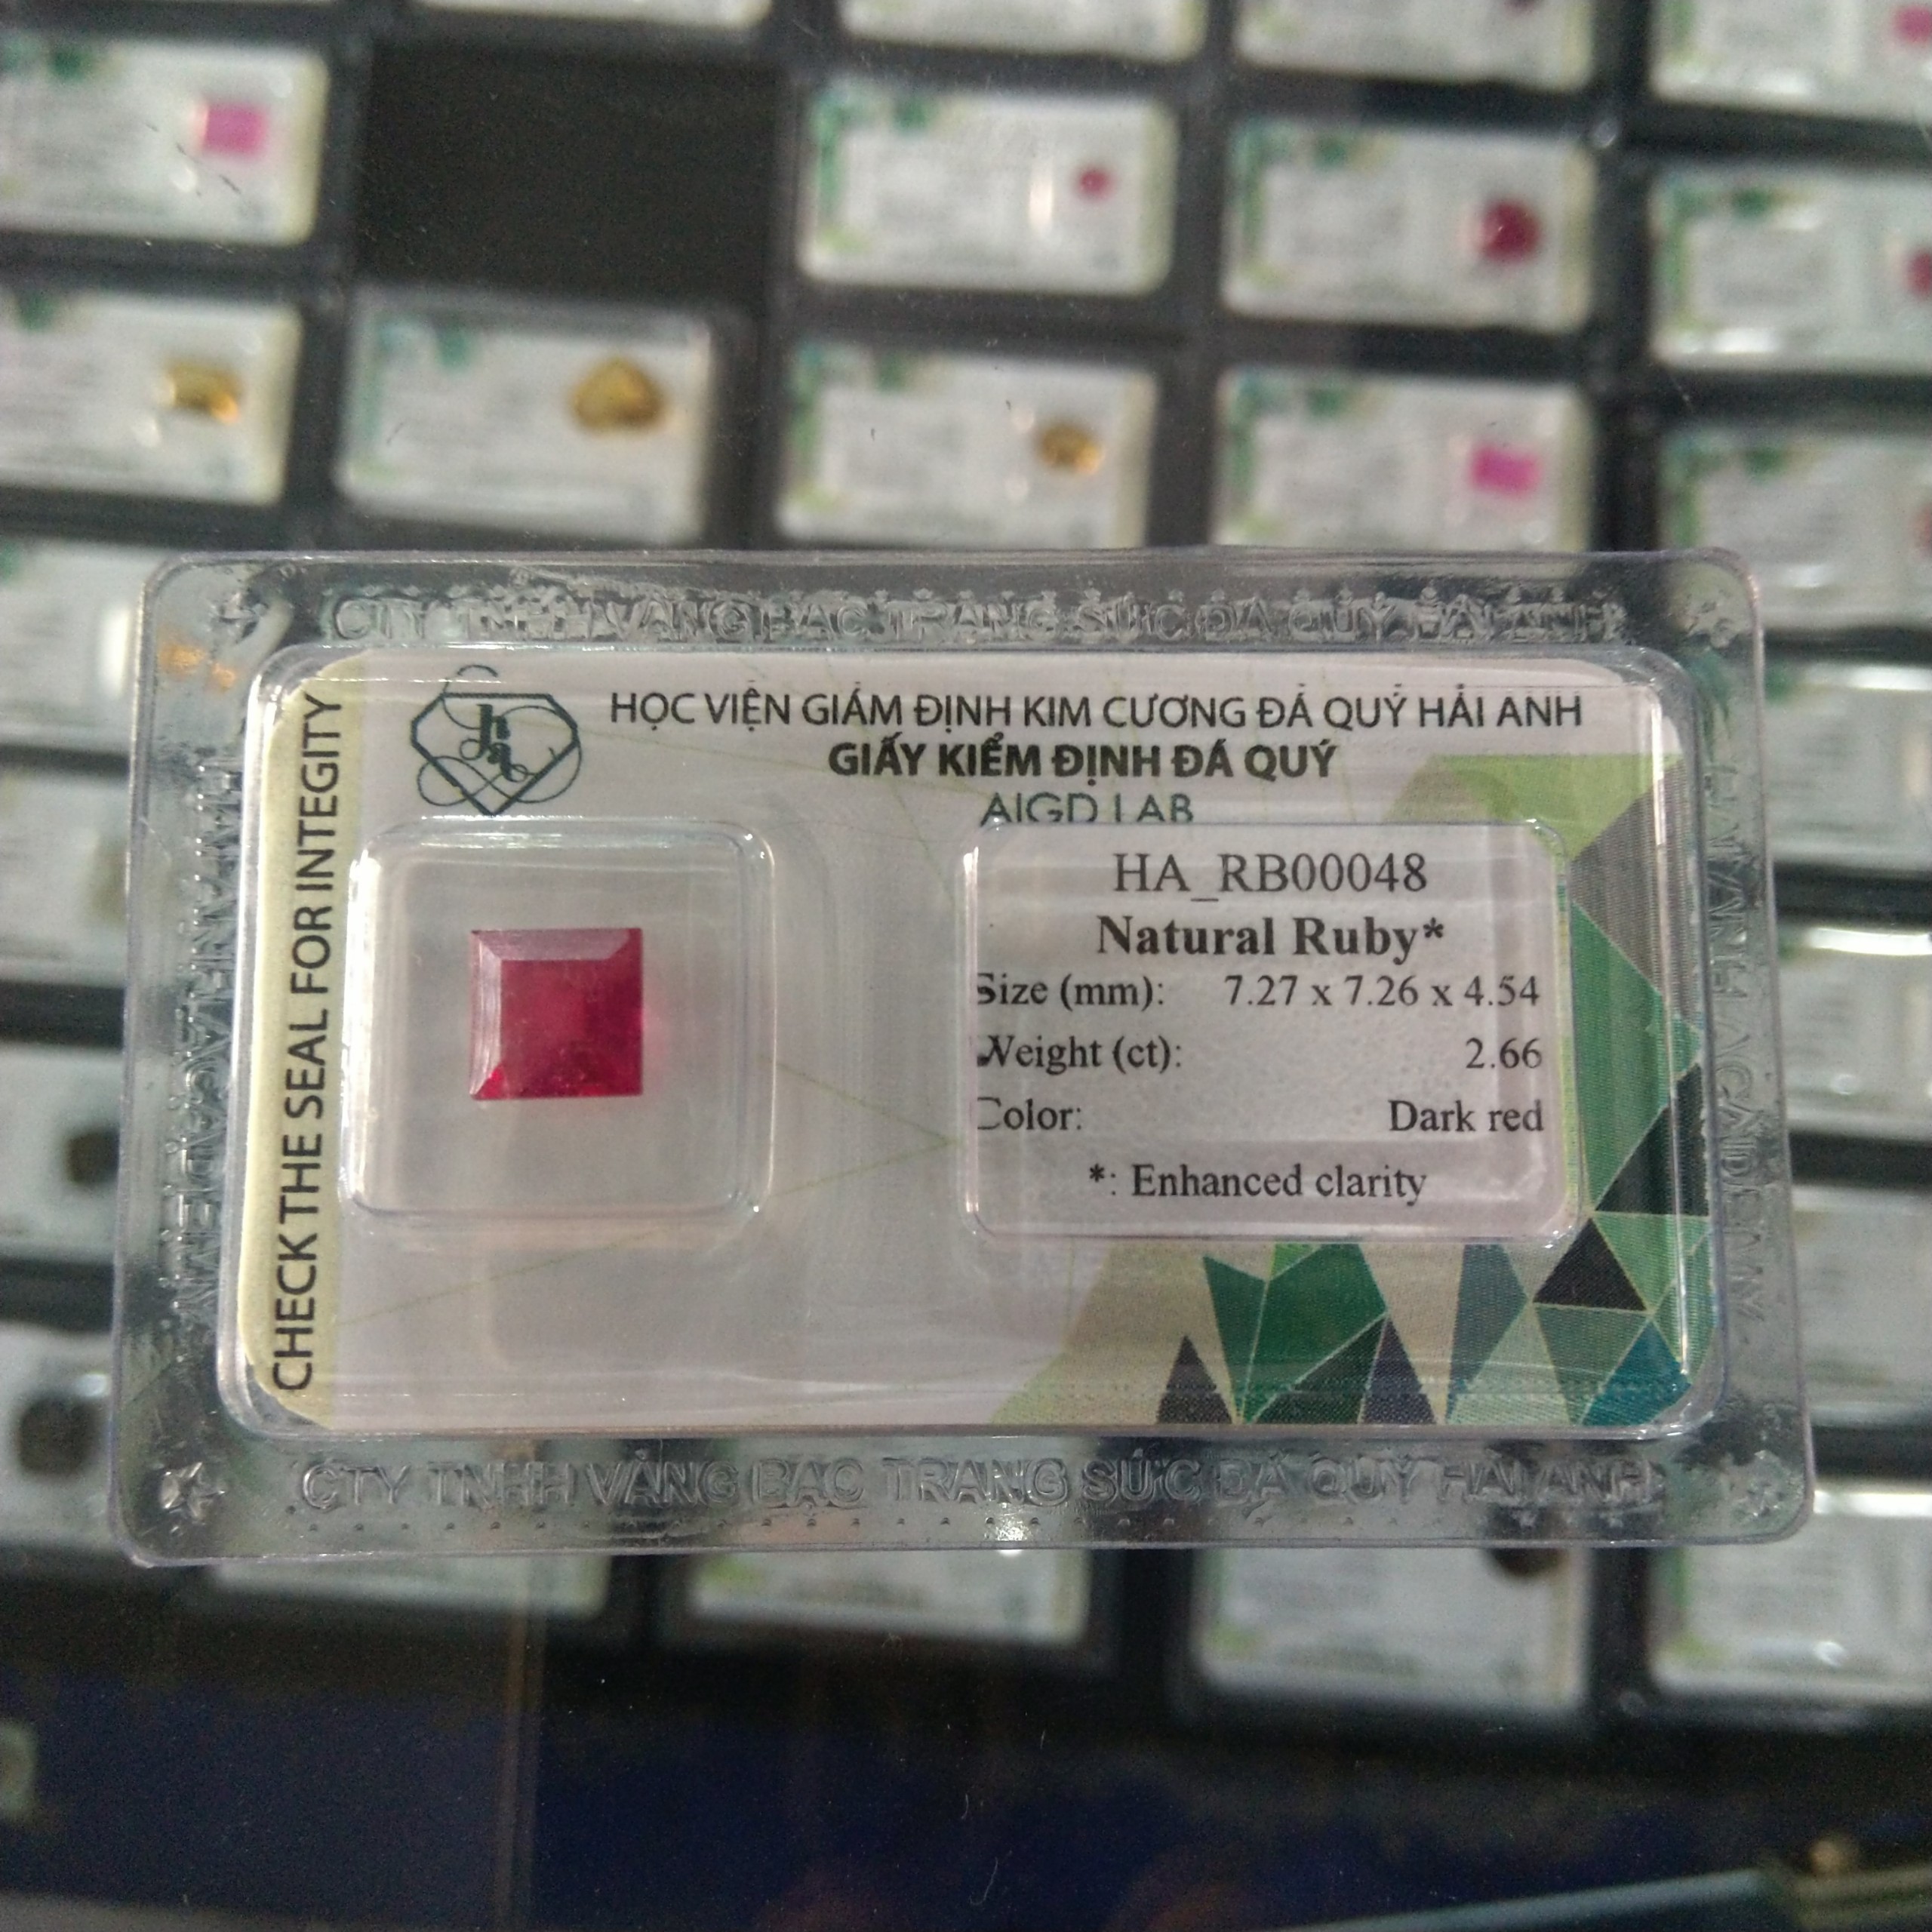 CTY TNHH VÀNG BẠC TRANG SỨC ĐÁ QUÝ HẢI ANH
CHECK THE SEAL FOR INTEGITY
HỌC VIỆN GIÁM ĐỊNH KIM CƯƠNG ĐÁ QUÝ HẢI ANH
GIẤY KIỂM ĐỊNH ĐÁ QUÝ
AIGD LAB
HA_RB00048
Natural Ruby*
Size (mm): 7.27 x 7.26 x 4.54
Weight (ct): 2.66
Color: Dark red
*: Enhanced clarity
CTY TNHH VÀNG BẠC TRANG SỨC ĐÁ QUÝ HẢI ANH